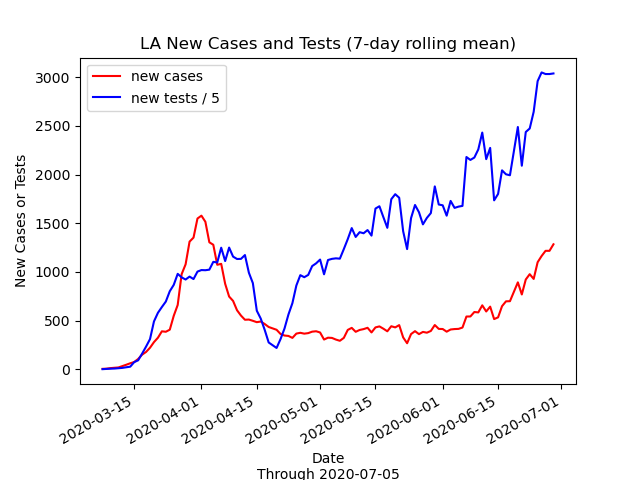 LA New Cases and Tests (7-day rolling mean)
new cases
new tests / 5
New Cases or Tests
3000
2500
2000
1500
1000
500
0
2020-03-15
2020-04-01
2020-04-15
2020-05-01
2020-05-15
2020-06-01
2020-06-15
2020-07-01
Date
Through 2020-07-05